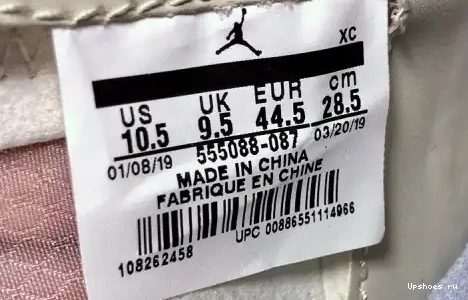 XC
US UK EUR cm
10.5 9.5 44.5 28.5
01/08/19 555088-087 03/20/19
MADE IN CHINA
FABRIQUE EN CHINE
108262458 UPC 00886551114966
Upshoes.ru